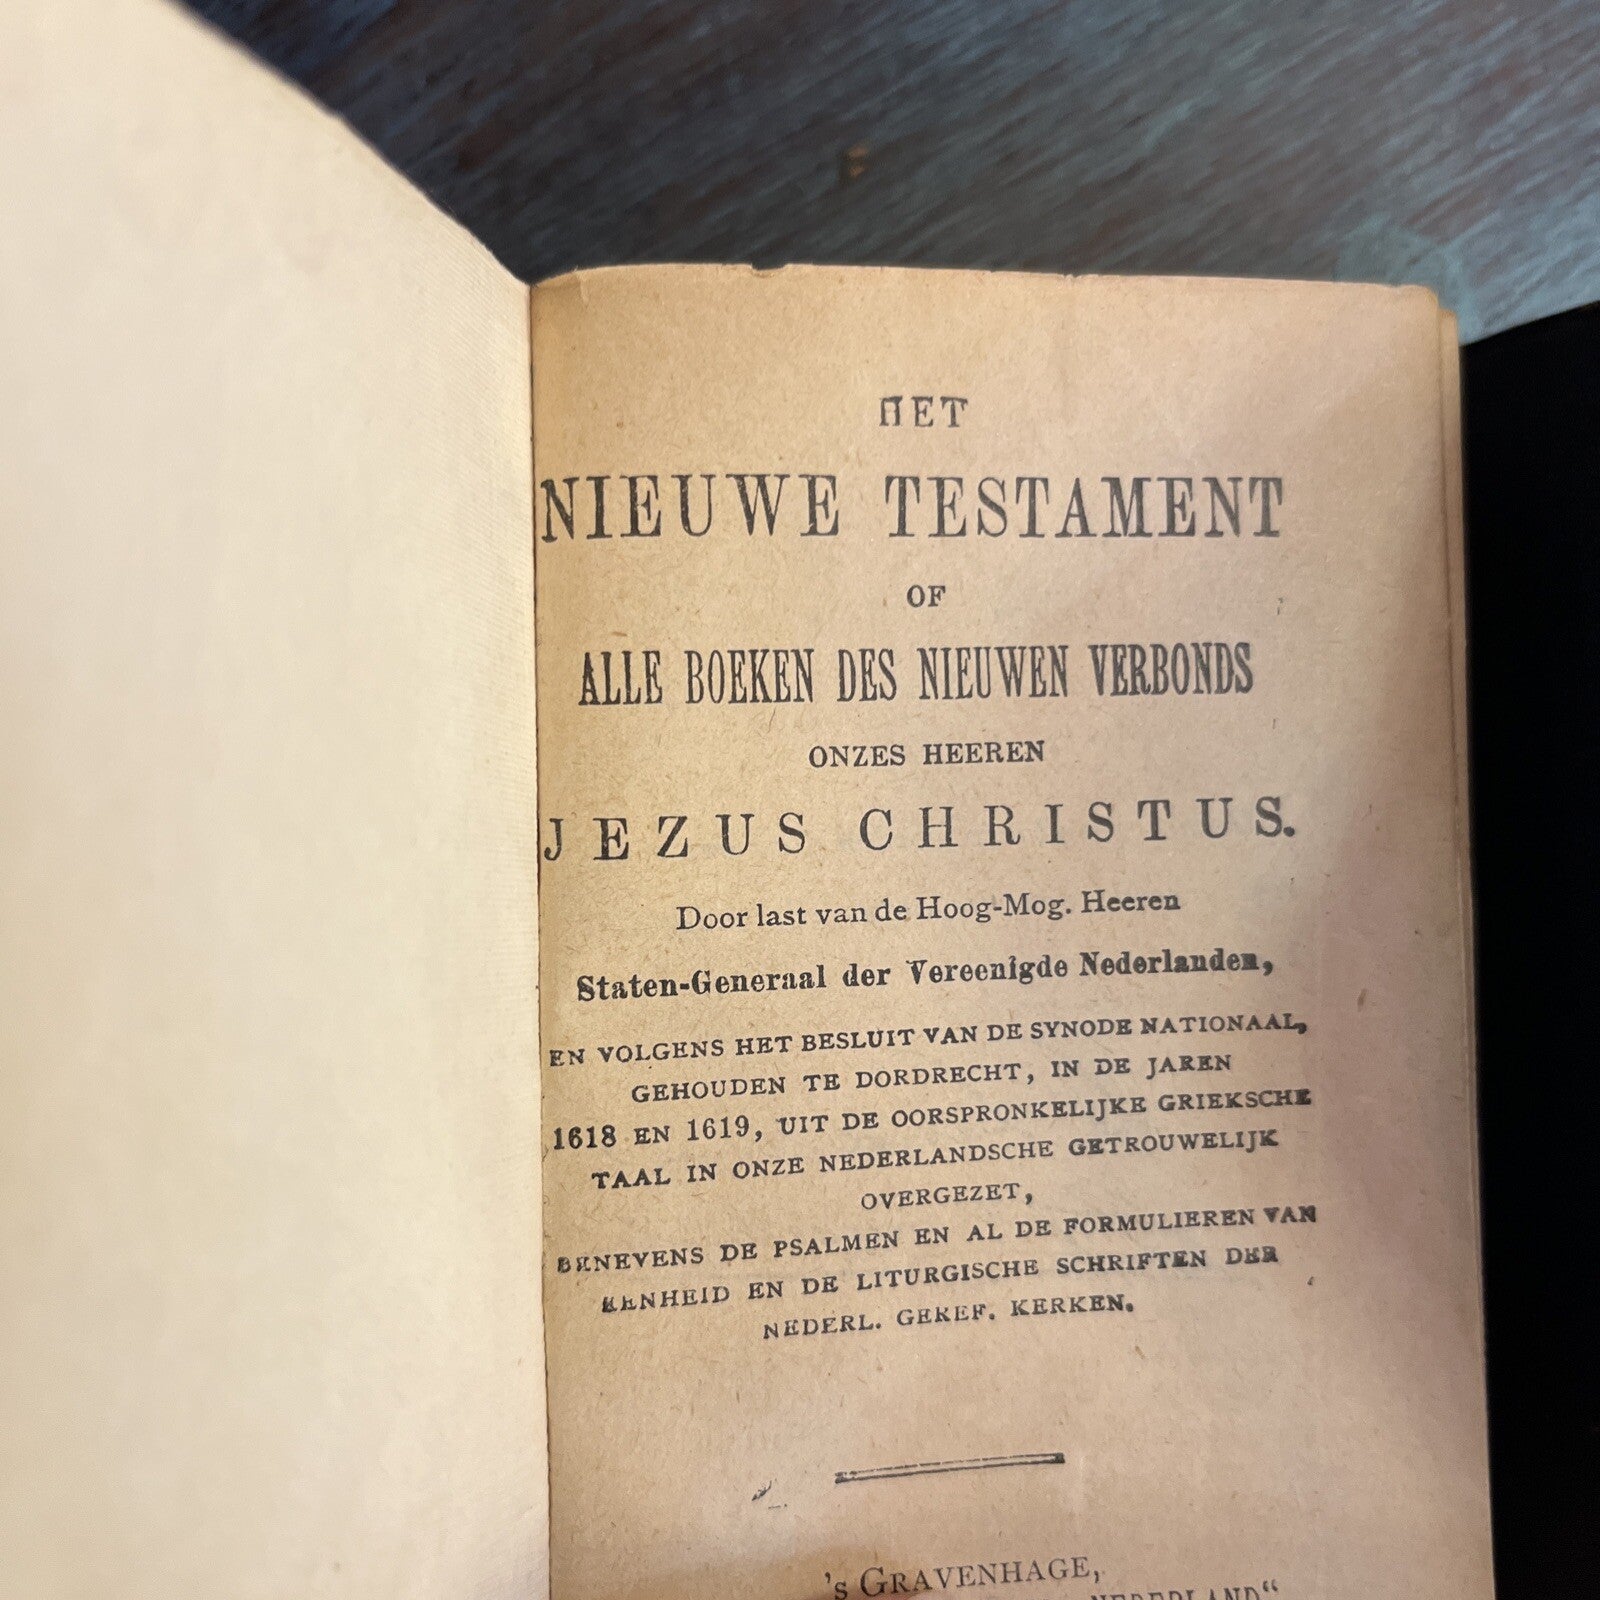 HET
NIEUWE TESTAMENT
OF
ALLE BOEKEN DES NIEUWEN VERBONDS
ONZES HEEREN
JEZUS CHRISTUS.
Door last van de Hoog-Mog. Heeren
Staten-Generaal der Vereenigde Nederlanden,
EN VOLGENS HET BESLUIT VAN DE SYNODE NATIONAAL,
GEHOUDEN TE DORDRECHT, IN DE JAREN
1618 EN 1619, UIT DE OORSPRONKELIJKE GRIEKSCHE
TAAL IN ONZE NEDERLANDSCHE GETROUWELIJK
OVERGEZET,
BENEVENS DE PSALMEN EN AL DE FORMULIEREN VAN
EENHEID EN DE LITURGISCHE SCHRIFTEN DER
NEDERL. GEREF. KERKEN.
's GRAVENHAGE,
NEDERLAND“